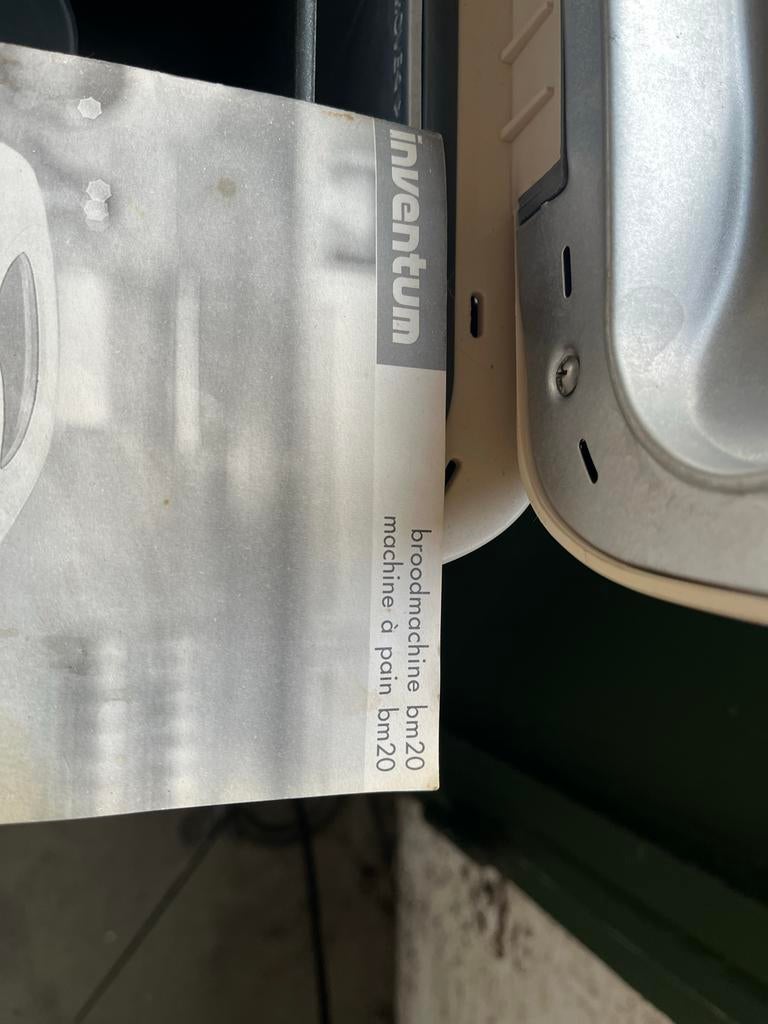 inventum
broodmachine bm20
machine à pain bm20